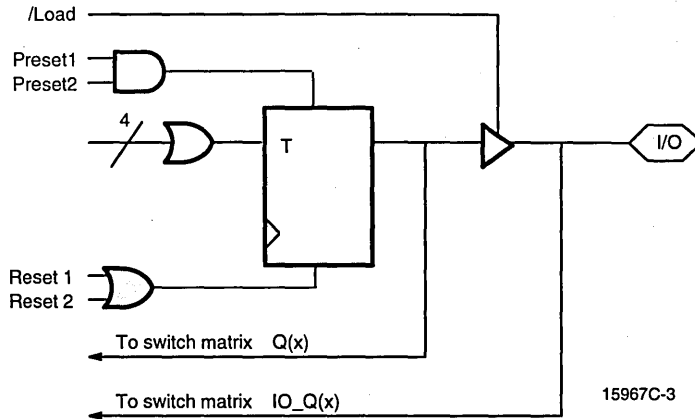 /Load
Preset1
Preset2
4
T
I/O
Reset 1
Reset 2
To switch matrix Q(x)
To switch matrix IO_Q(x)
15967C-3